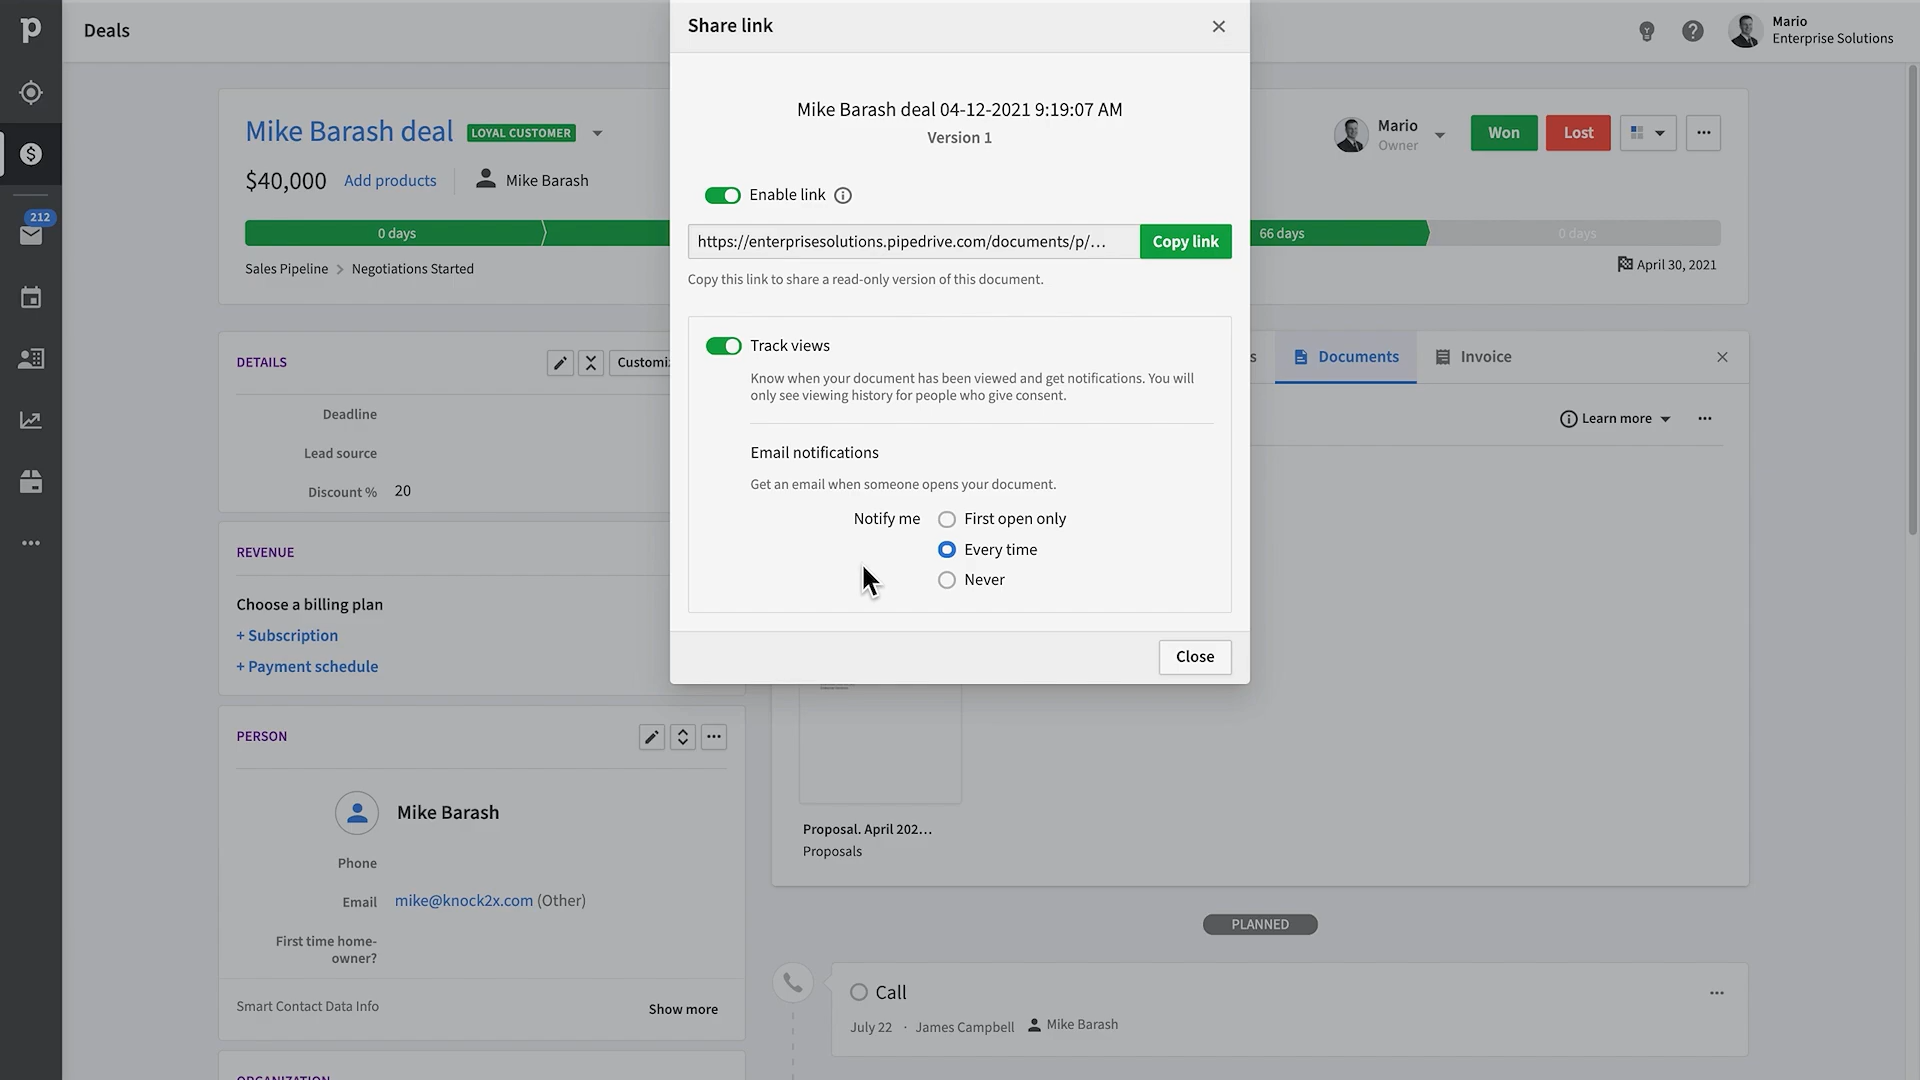 p
Deals
Mario
Enterprise Solutions
212
Mike Barash deal LOYAL CUSTOMER
$40,000 Add products Mike Barash
0 days
66 days
0 days
Sales Pipeline > Negotiations Started
April 30, 2021
Mario
Owner
Won
Lost
Share link
Mike Barash deal 04-12-2021 9:19:07 AM
Version 1
Enable link
https://enterprisesolutions.pipedrive.com/documents/p/...
Copy link
Copy this link to share a read-only version of this document.
Track views
Know when your document has been viewed and get notifications. You will
only see viewing history for people who give consent.
Email notifications
Get an email when someone opens your document.
Notify me
First open only
Every time
Never
Close
DETAILS
Deadline
Lead source
Discount % 20
REVENUE
Choose a billing plan
+ Subscription
+ Payment schedule
PERSON
Mike Barash
Phone
Email mike@knock2x.com (Other)
First time home-
owner?
Smart Contact Data Info
Show more
Documents
Invoice
Learn more
Proposal. April 202...
Proposals
PLANNED
Call
July 22 · James Campbell Mike Barash